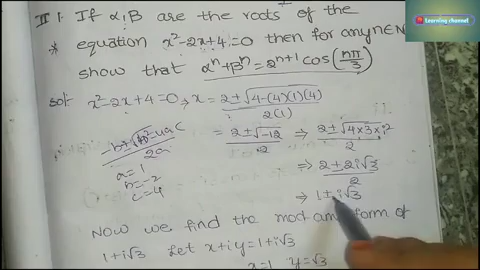 II 1. If α, B are the roots of the
Learning channel
* equation x²-2x+4=0 then for any n∈N
show that αⁿ+βⁿ=2ⁿ⁺¹cos(nπ/3)
sol: x²-2x+4=0 ⇒ x = 2±√4-(4)(1)(4) / 2(1)
-b±√b²-4ac / 2a
= 2±√-12 / 2 ⇒ 2±√4×3×i² / 2
a=1
b=-2
c=4
⇒ 2±2i√3 / 2
⇒ 1±i√3
Now we find the mod amp form of
1+i√3 Let x+iy=1+i√3
x=1 y=√3